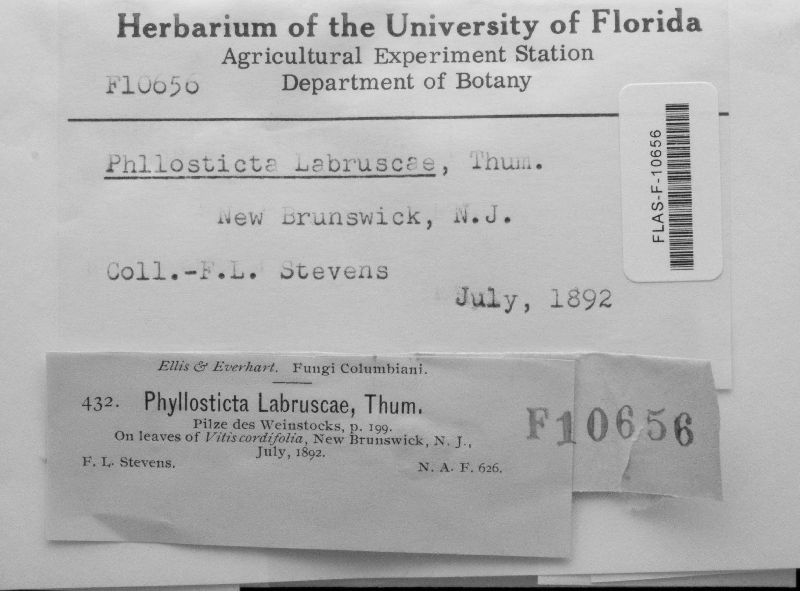 Herbarium of the University of Florida
Agricultural Experiment Station
F10656
Department of Botany
FLAS-F-10656
Phllosticta Labruscae, Thum.
New Brunswick, N.J.
Coll.-F.L. Stevens
July, 1892
Ellis & Everhart. Fungi Columbiani.
432. Phyllosticta Labruscae, Thum.
Pilze des Weinstocks, p. 199.
On leaves of Vitis cordifolia, New Brunswick, N. J.,
July, 1892.
F. L. Stevens.
N. A. F. 626.
F10656